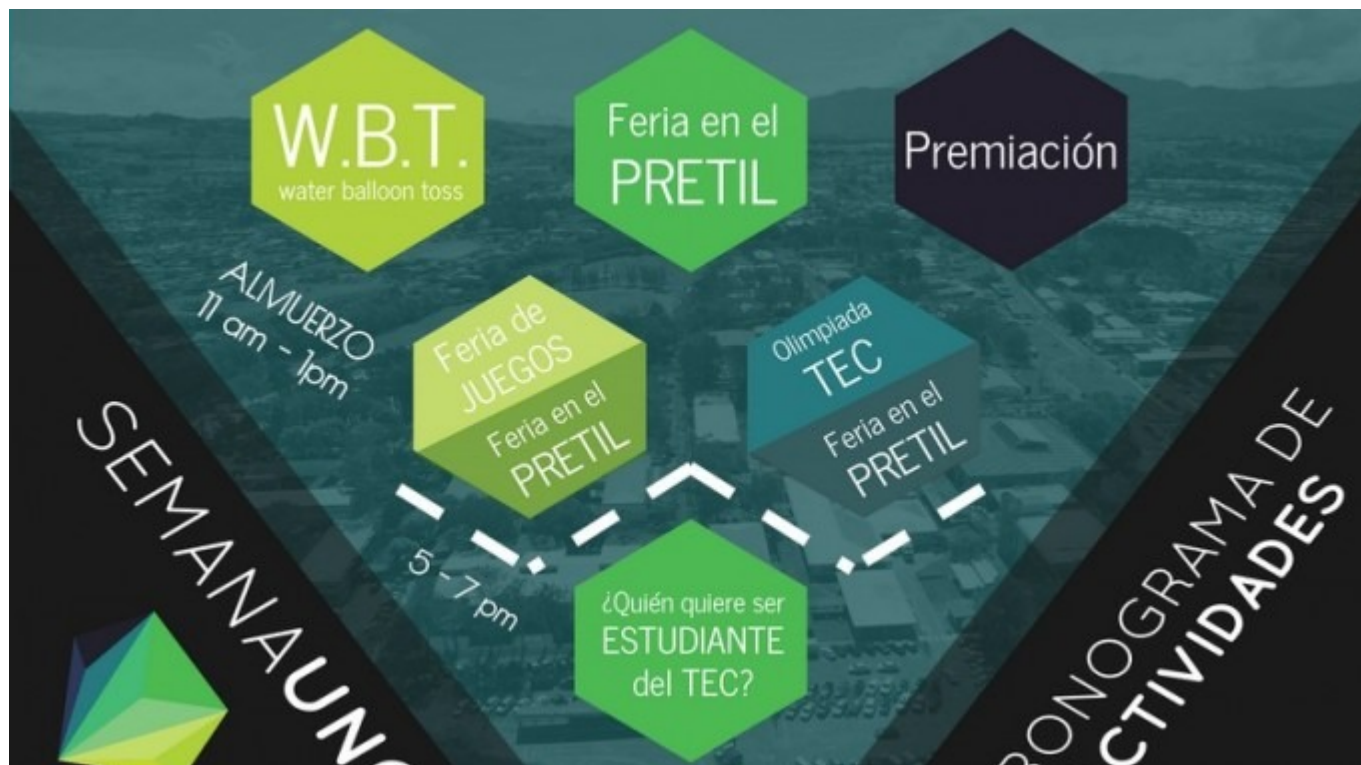 W.B.T.
water balloon toss
Feria en el
PRETIL
Premiación
ALMUERZO
11 am - 1pm
Feria de
JUEGOS
Feria en el
PRETIL
Olimpiada
TEC
Feria en el
PRETIL
5 - 7 pm
¿Quién quiere ser
ESTUDIANTE
del TEC?
SEMANAUNO
RONOGRAMA DE
CTIVIDADES